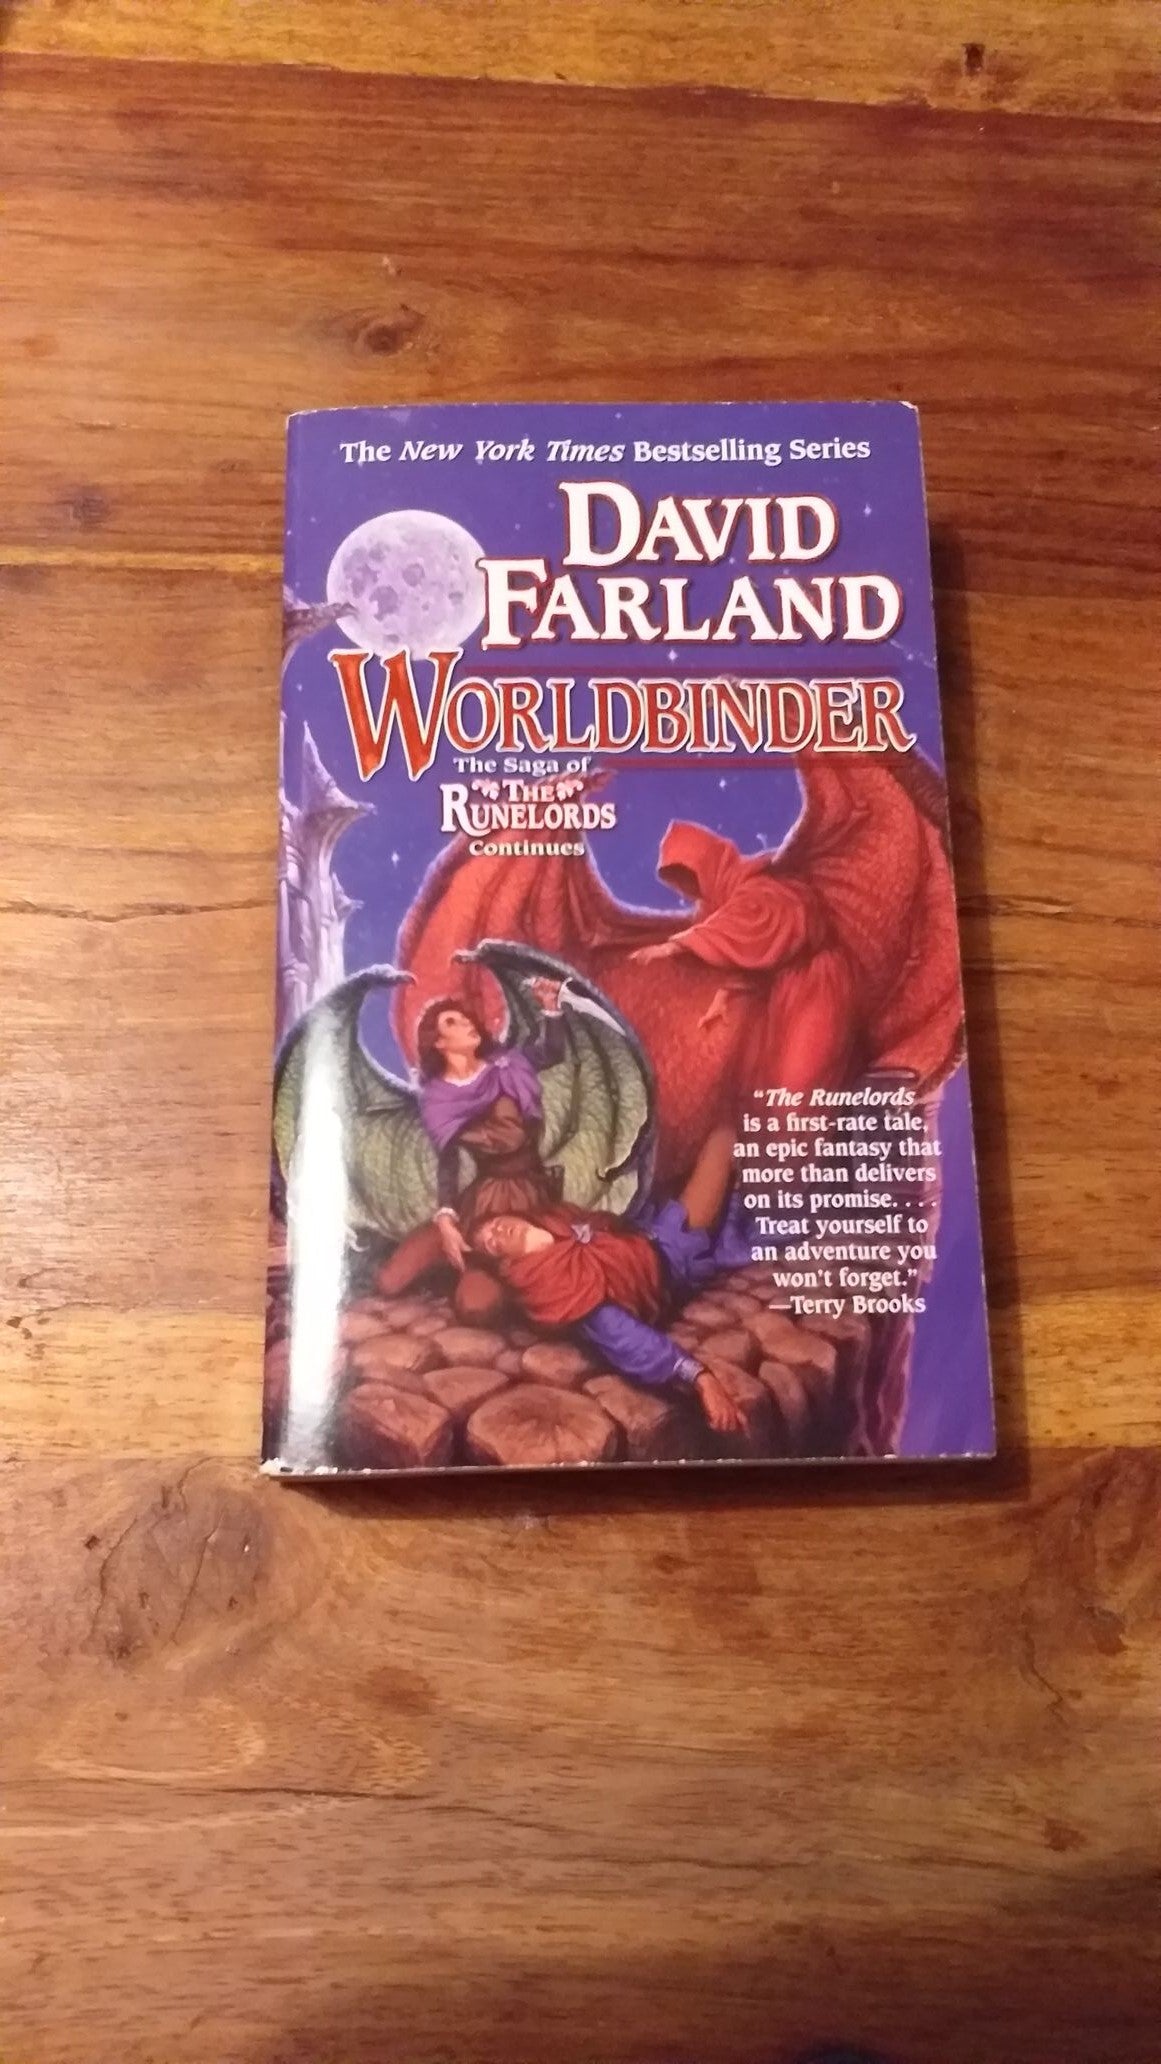 The New York Times Bestselling Series
DAVID
FARLAND
WORLDBINDER
The Saga of
THE
RUNELORDS
Continues
"The Runelords
is a first-rate tale,
an epic fantasy that
more than delivers
on its promise. . . .
Treat yourself to
an adventure you
won't forget."
—Terry Brooks